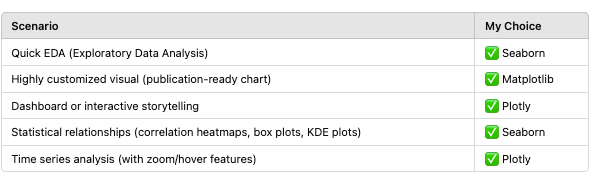 Scenario My Choice
Quick EDA (Exploratory Data Analysis) ✅ Seaborn
Highly customized visual (publication-ready chart) ✅ Matplotlib
Dashboard or interactive storytelling ✅ Plotly
Statistical relationships (correlation heatmaps, box plots, KDE plots) ✅ Seaborn
Time series analysis (with zoom/hover features) ✅ Plotly